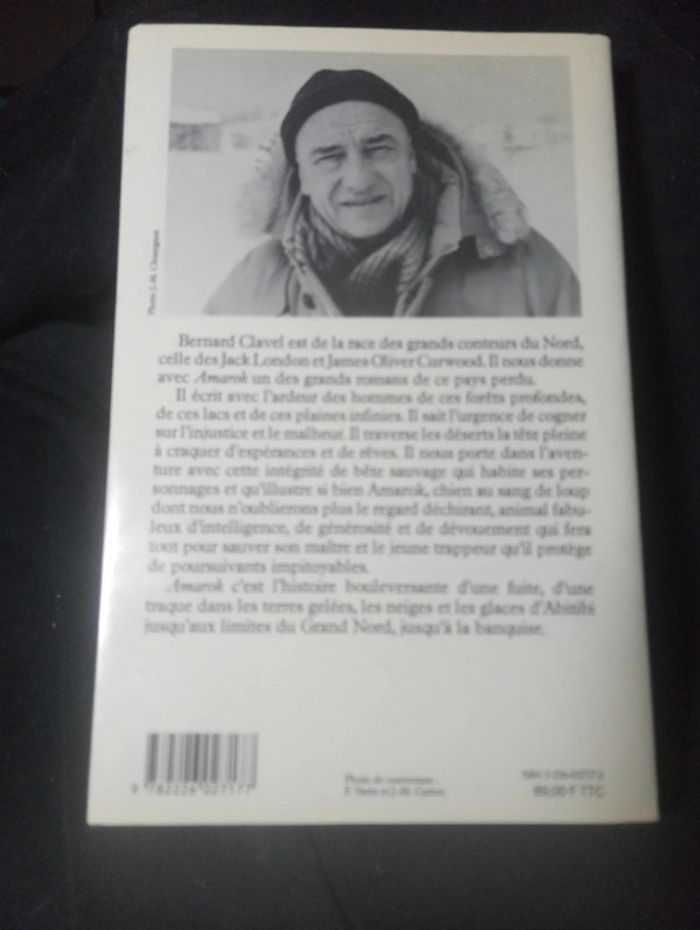 Photo J.-M. Chourgnoz
Bernard Clavel est de la race des grands conteurs du Nord,
celle des Jack London et James Oliver Curwood. Il nous donne
avec Amarok un des grands romans de ce pays perdu.
Il écrit avec l'ardeur des hommes de ces forêts profondes,
de ces lacs et de ces plaines infinies. Il sait l'urgence de cogner
sur l'injustice et le malheur. Il traverse les déserts la tête pleine
à craquer d'espérances et de rêves. Il nous porte dans l'aven-
ture avec cette intégrité de bête sauvage qui habite ses per-
sonnages et qu'illustre si bien Amarok, chien au sang de loup
dont nous n'oublierons plus le regard déchirant, animal fabu-
leux d'intelligence, de générosité et de dévouement qui fera
tout pour sauver son maître et le jeune trappeur qu'il protège
de poursuivants impitoyables.
Amarok c'est l'histoire bouleversante d'une fuite, d'une
traque dans les terres gelées, les neiges et les glaces d'Abitibi
jusqu'aux limites du Grand Nord, jusqu'à la banquise.
9 782226 027177
Photo de couverture :
ISBN
89,00 F TTC